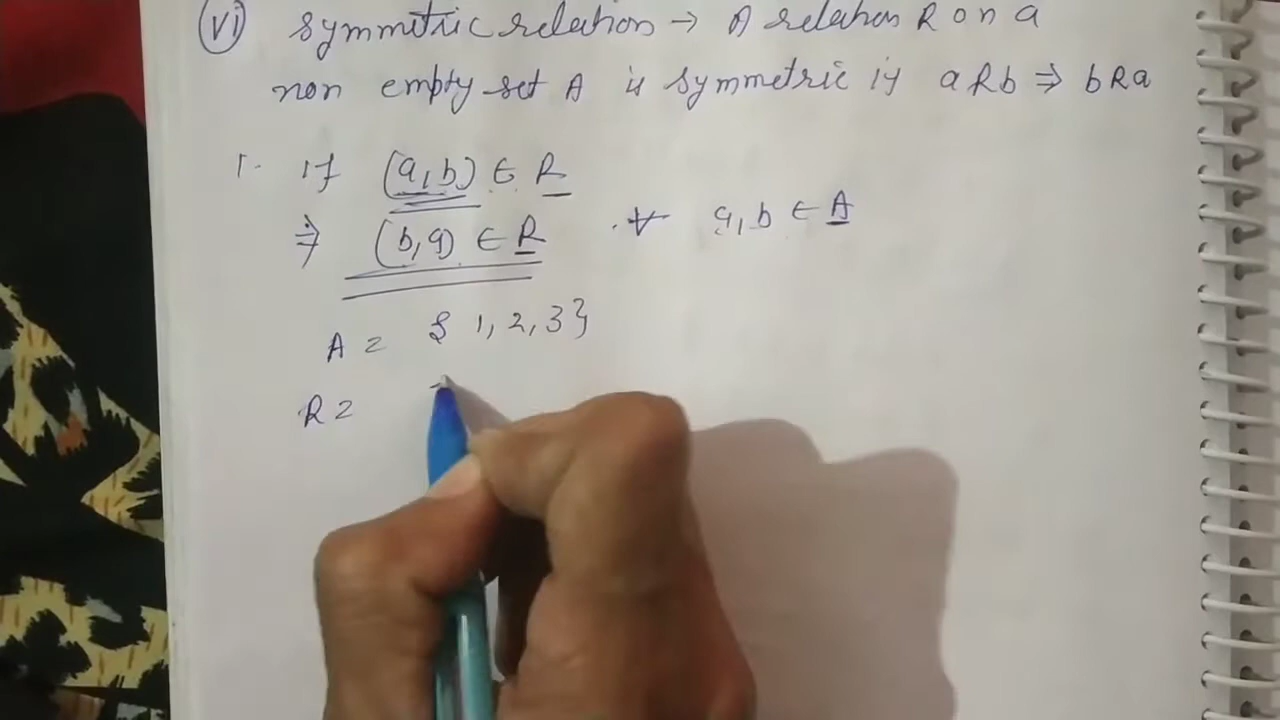 (vi) Symmetric relation → A relation R on a
non empty set A is symmetric if aRb ⇒ bRa
1. If (a,b) ∈ R
⇒ (b,a) ∈ R ∀ a,b ∈ A
A = { 1, 2, 3 }
R =